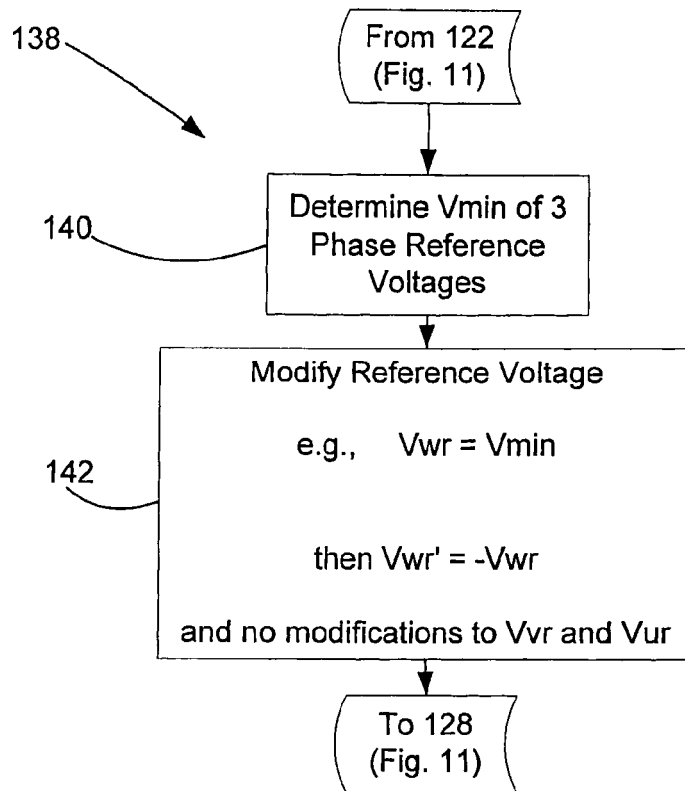 138
From 122
(Fig. 11)
140
Determine Vmin of 3
Phase Reference
Voltages
142
Modify Reference Voltage
e.g., Vwr = Vmin
then Vwr' = -Vwr
and no modifications to Vvr and Vur
To 128
(Fig. 11)